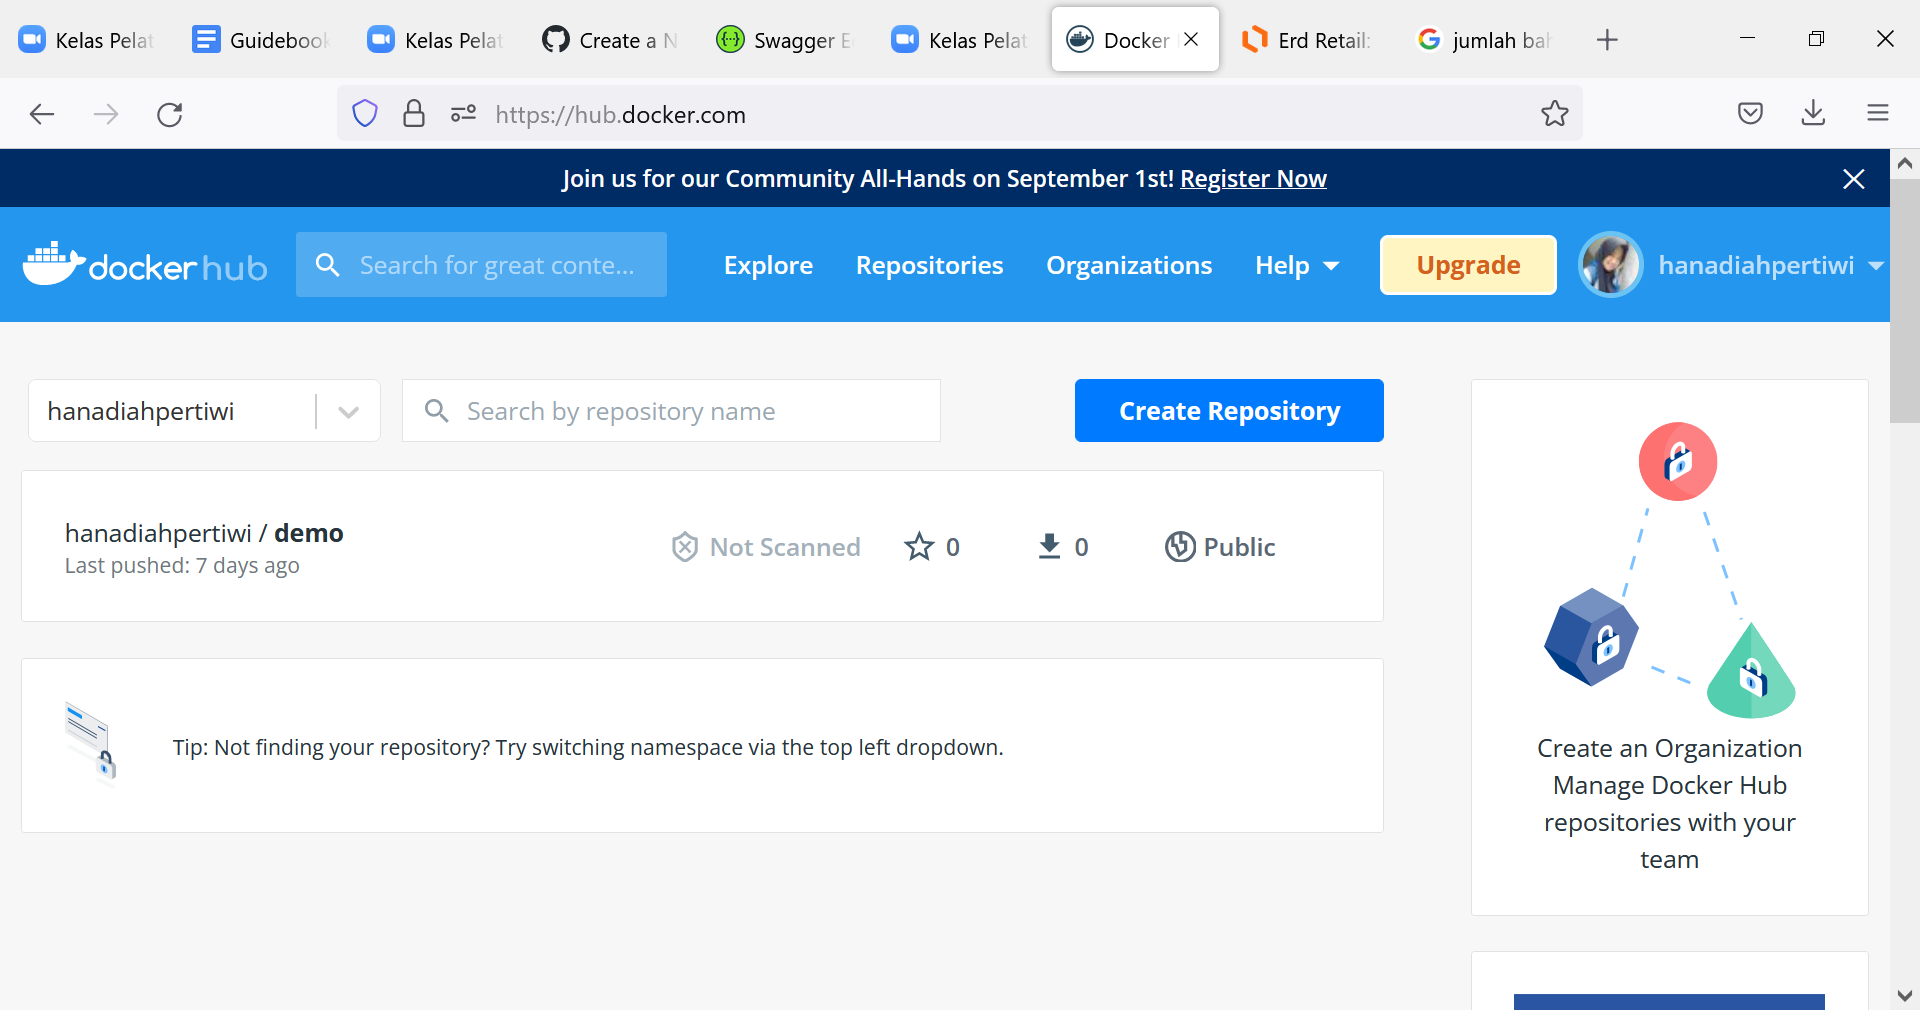 Kelas Pelat
Guidebook
Kelas Pelat
Create a N
Swagger E
Kelas Pelat
Docker
Erd Retail:
jumlah bah
https://hub.docker.com
Join us for our Community All-Hands on September 1st! Register Now
docker hub
Search for great conte...
Explore
Repositories
Organizations
Help
Upgrade
hanadiahpertiwi
hanadiahpertiwi
Search by repository name
Create Repository
hanadiahpertiwi / demo
Last pushed: 7 days ago
Not Scanned
0
0
Public
Tip: Not finding your repository? Try switching namespace via the top left dropdown.
Create an Organization
Manage Docker Hub
repositories with your
team